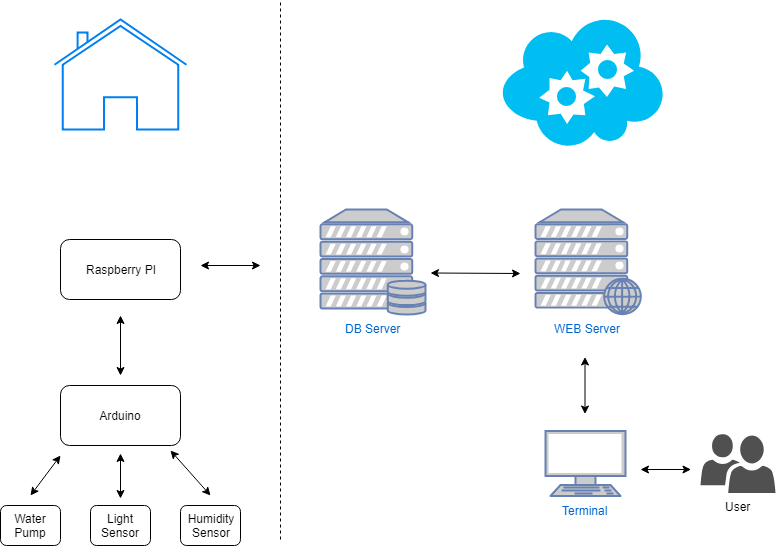 Raspberry PI
DB Server
WEB Server
Arduino
Water
Pump
Light
Sensor
Humidity
Sensor
Terminal
User